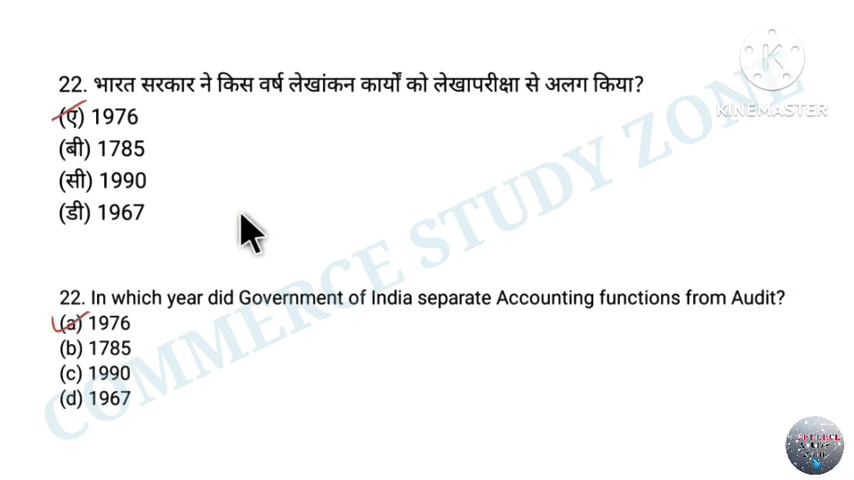 22. भारत सरकार ने किस वर्ष लेखांकन कार्यों को लेखापरीक्षा से अलग किया?
(ए) 1976
(बी) 1785
(सी) 1990
(डी) 1967
22. In which year did Government of India separate Accounting functions from Audit?
(a) 1976
(b) 1785
(c) 1990
(d) 1967
COMMERCE STUDY ZONE
K
KINEMASTER